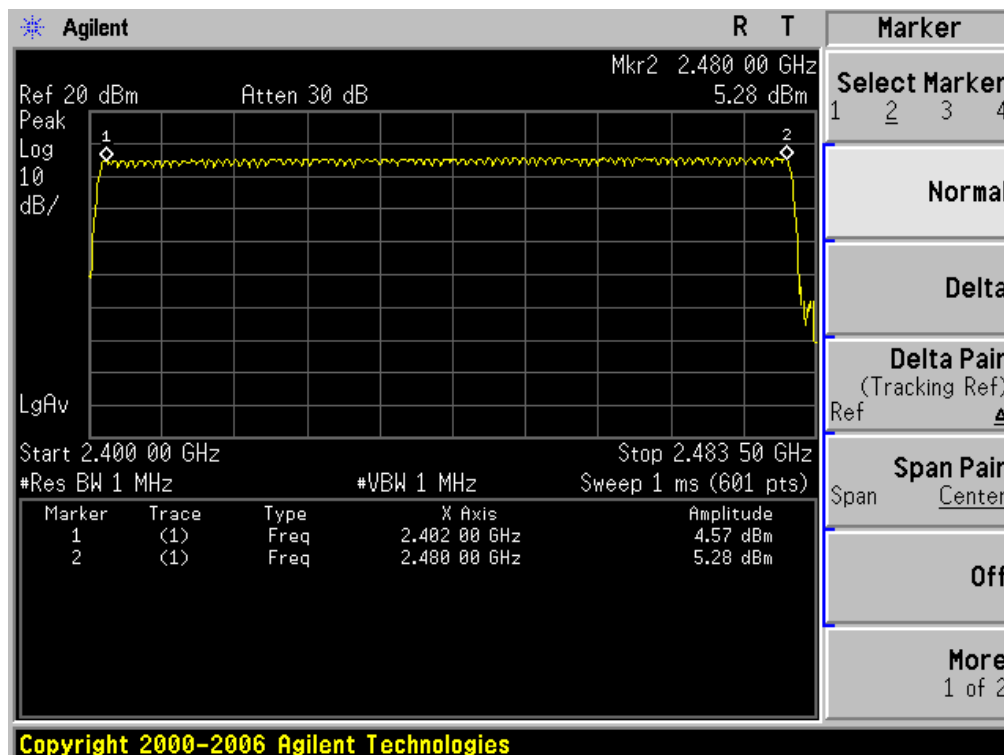 Agilent R T
Mkr2 2.480 00 GHz
Ref 20 dBm Atten 30 dB 5.28 dBm
Peak
Log
10
dB/
1
2
LgAv
Start 2.400 00 GHz Stop 2.483 50 GHz
#Res BW 1 MHz #VBW 1 MHz Sweep 1 ms (601 pts)
Marker Trace Type X Axis Amplitude
1 (1) Freq 2.402 00 GHz 4.57 dBm
2 (1) Freq 2.480 00 GHz 5.28 dBm
Copyright 2000-2006 Agilent Technologies
Marker
Select Marker
1 2 3 4
Normal
Delta
Delta Pair
(Tracking Ref)
Ref Δ
Span Pair
Span Center
Off
More
1 of 2